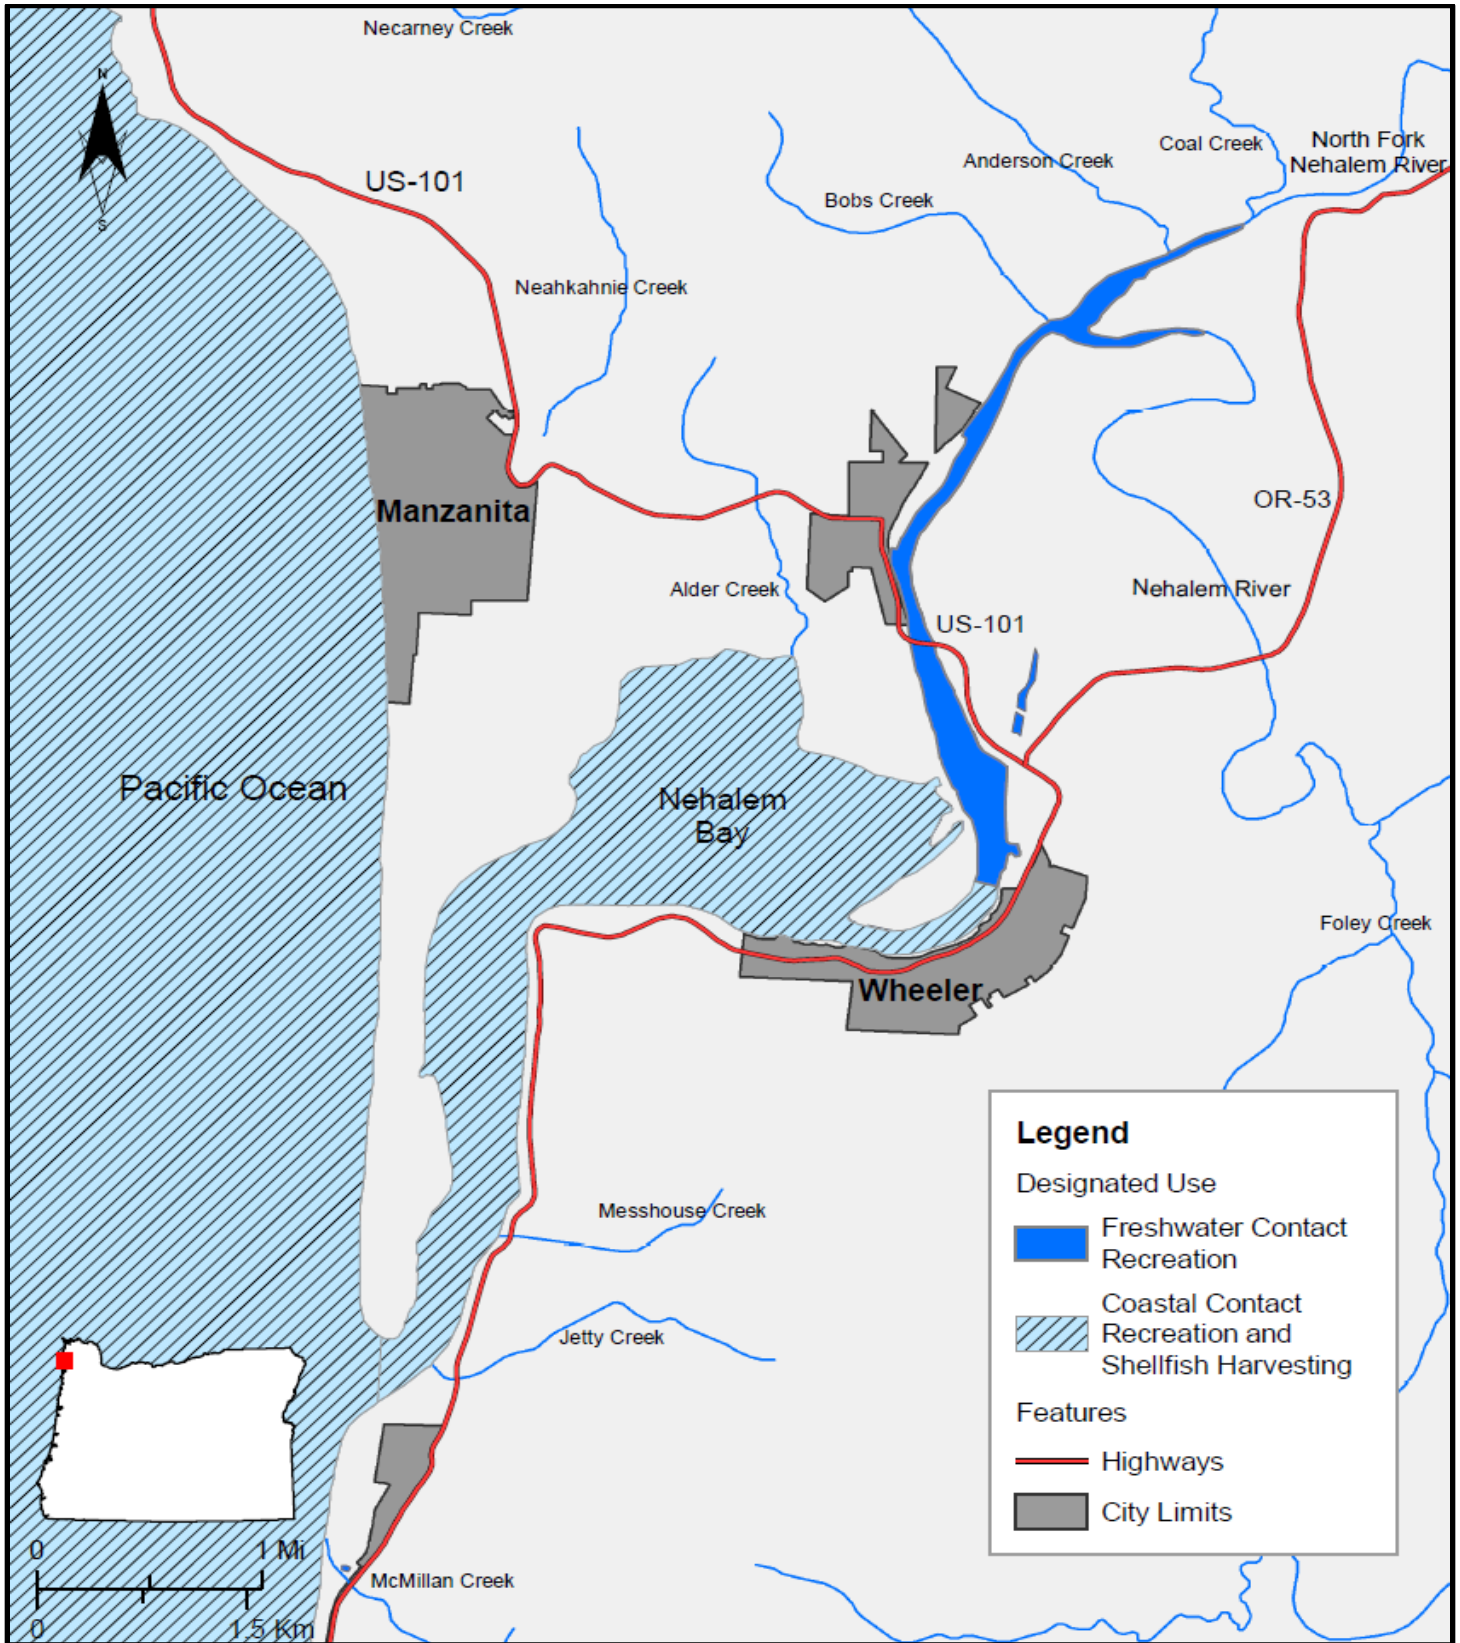 Necarney Creek
N
S
US-101
Coal Creek
North Fork
Nehalem River
Anderson Creek
Bobs Creek
Neahkahnie Creek
OR-53
Manzanita
Alder Creek
Nehalem River
US-101
Pacific Ocean
Nehalem
Bay
Foley Creek
Wheeler
Messhouse Creek
Jetty Creek
McMillan Creek
Legend
Designated Use
Freshwater Contact
Recreation
Coastal Contact
Recreation and
Shellfish Harvesting
Features
Highways
City Limits
0 1 Mi
0 1.5 Km